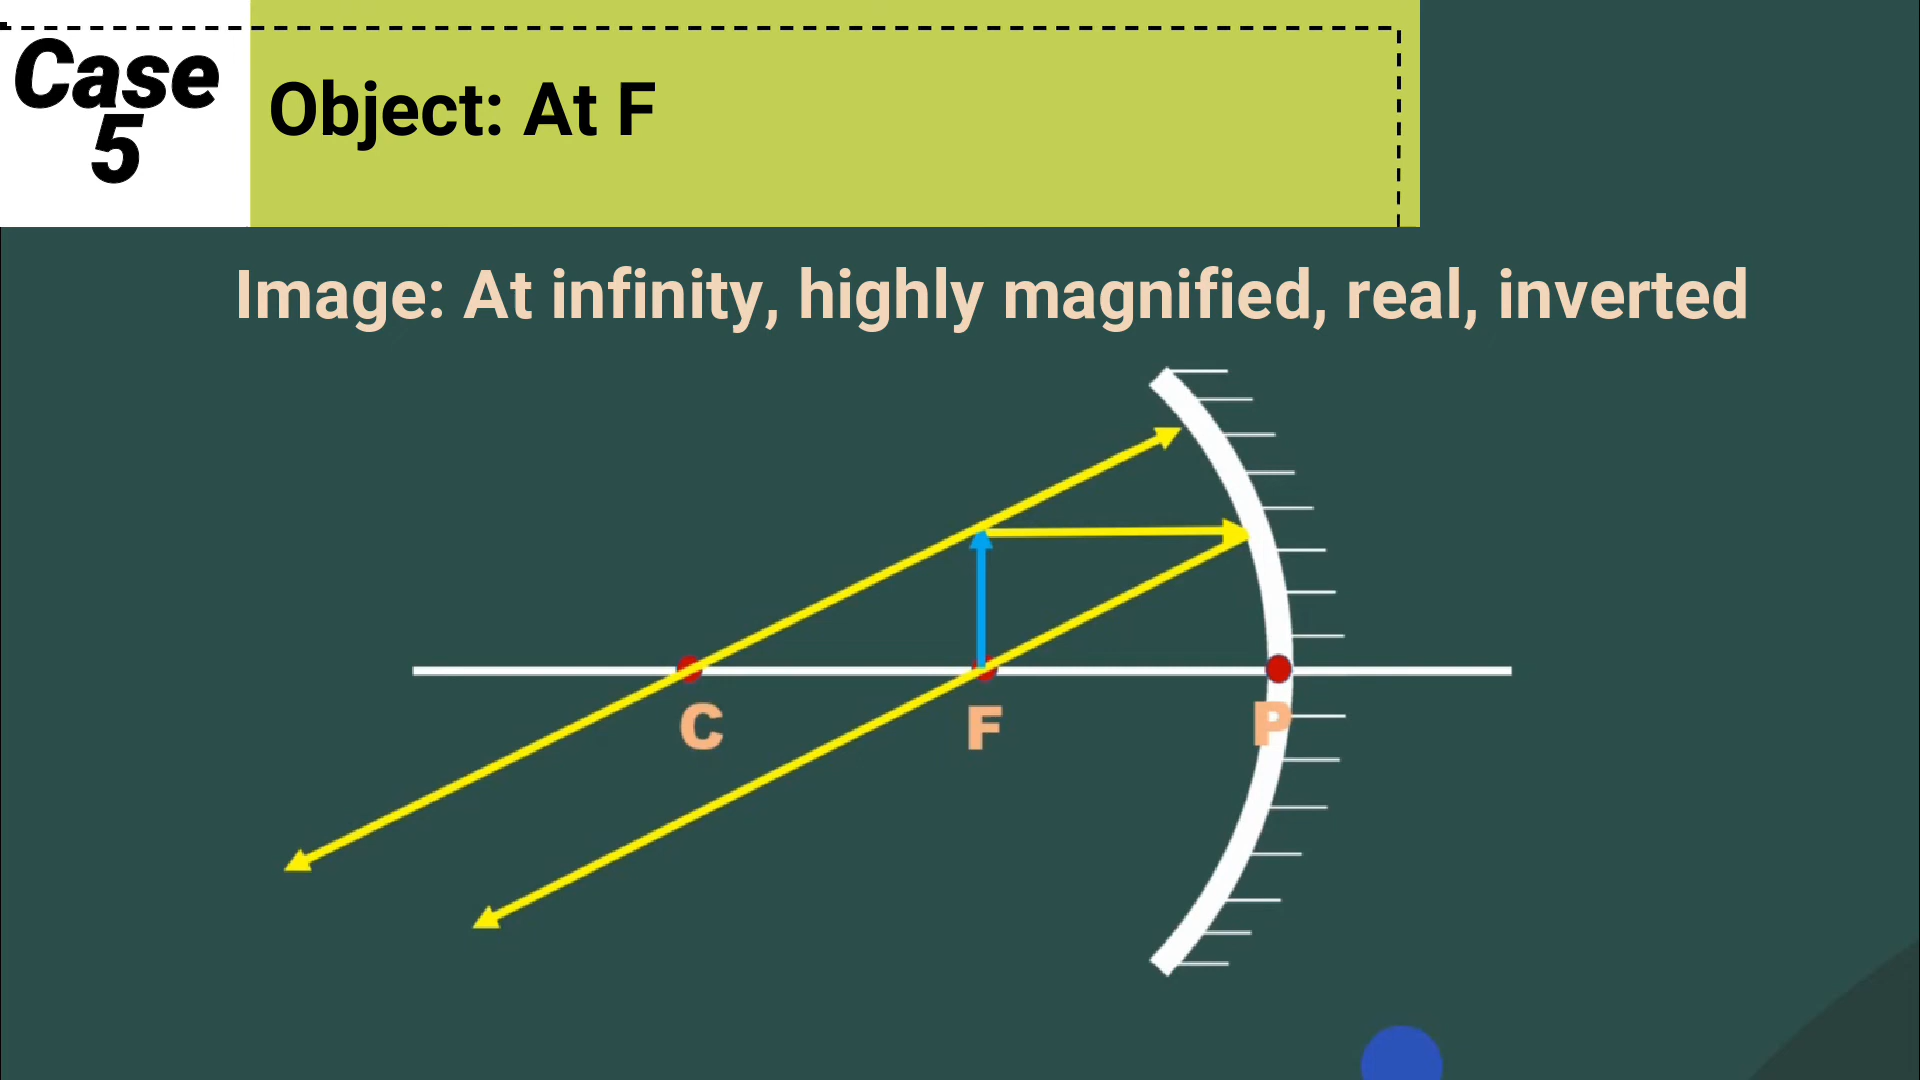 Case
5
Object: At F
Image: At infinity, highly magnified, real, inverted
C
F
P